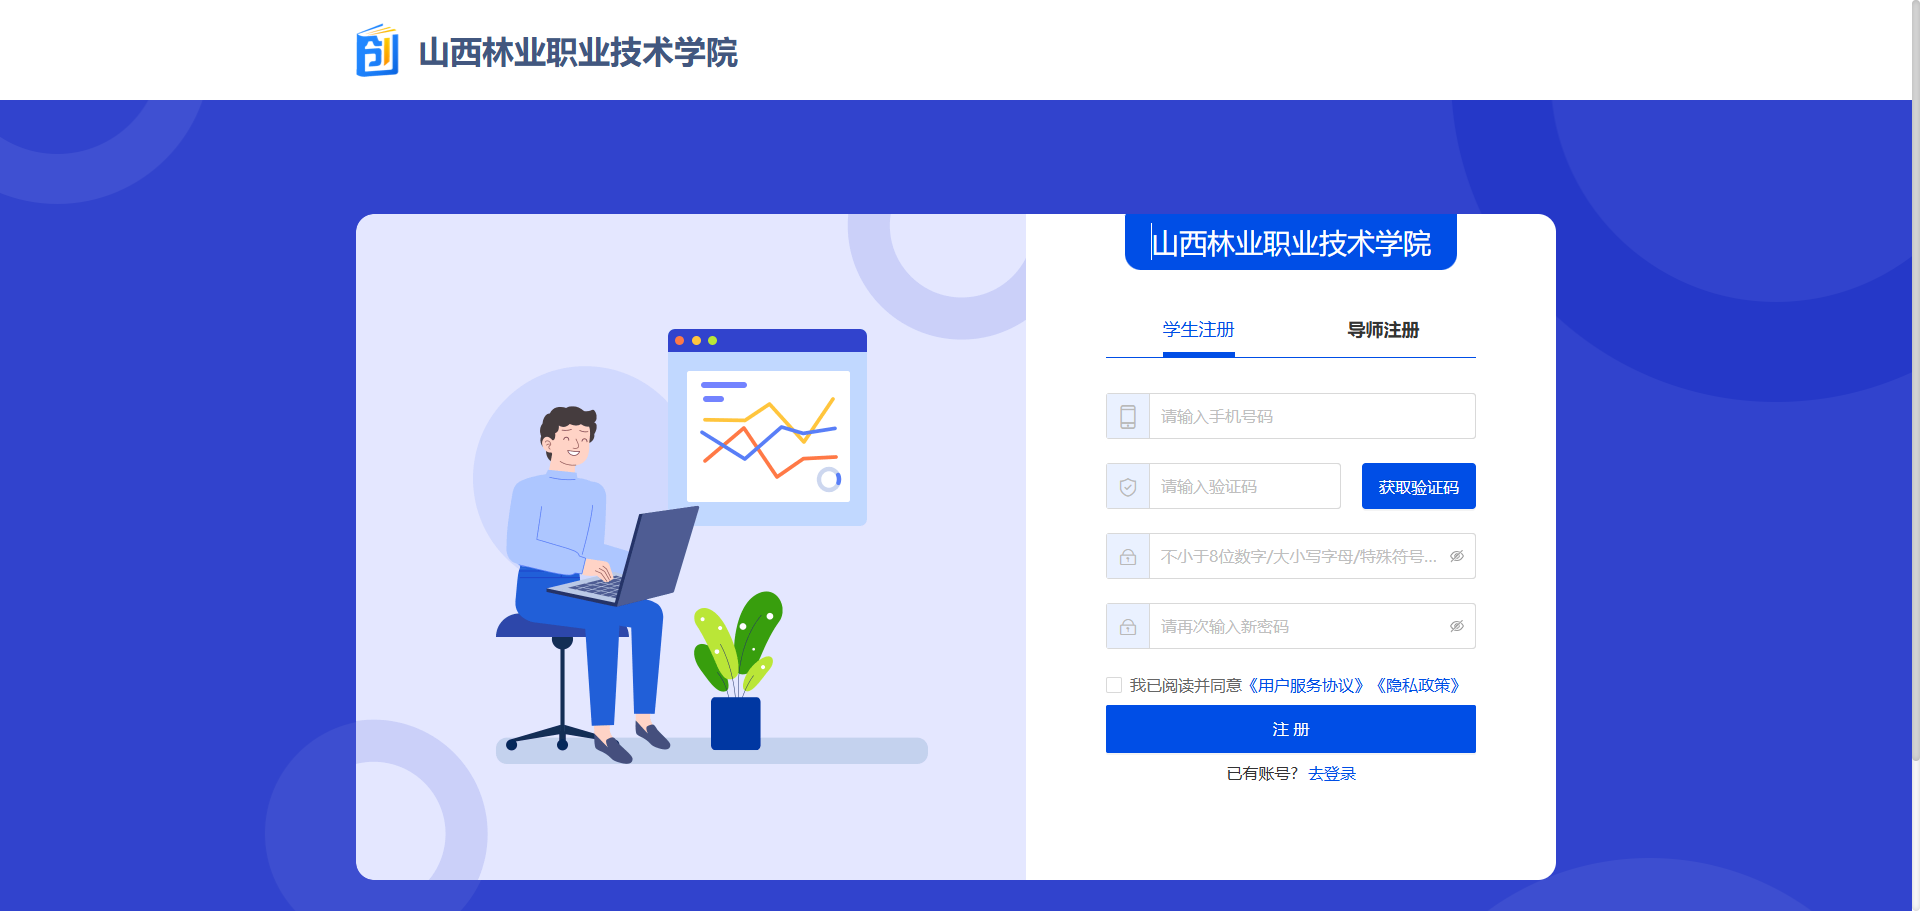 山西林业职业技术学院
山西林业职业技术学院
学生注册 导师注册
请输入手机号码
请输入验证码 获取验证码
不小于8位数字/大小写字母/特殊符号...
请再次输入新密码
我已阅读并同意《用户服务协议》《隐私政策》
注 册
已有账号? 去登录